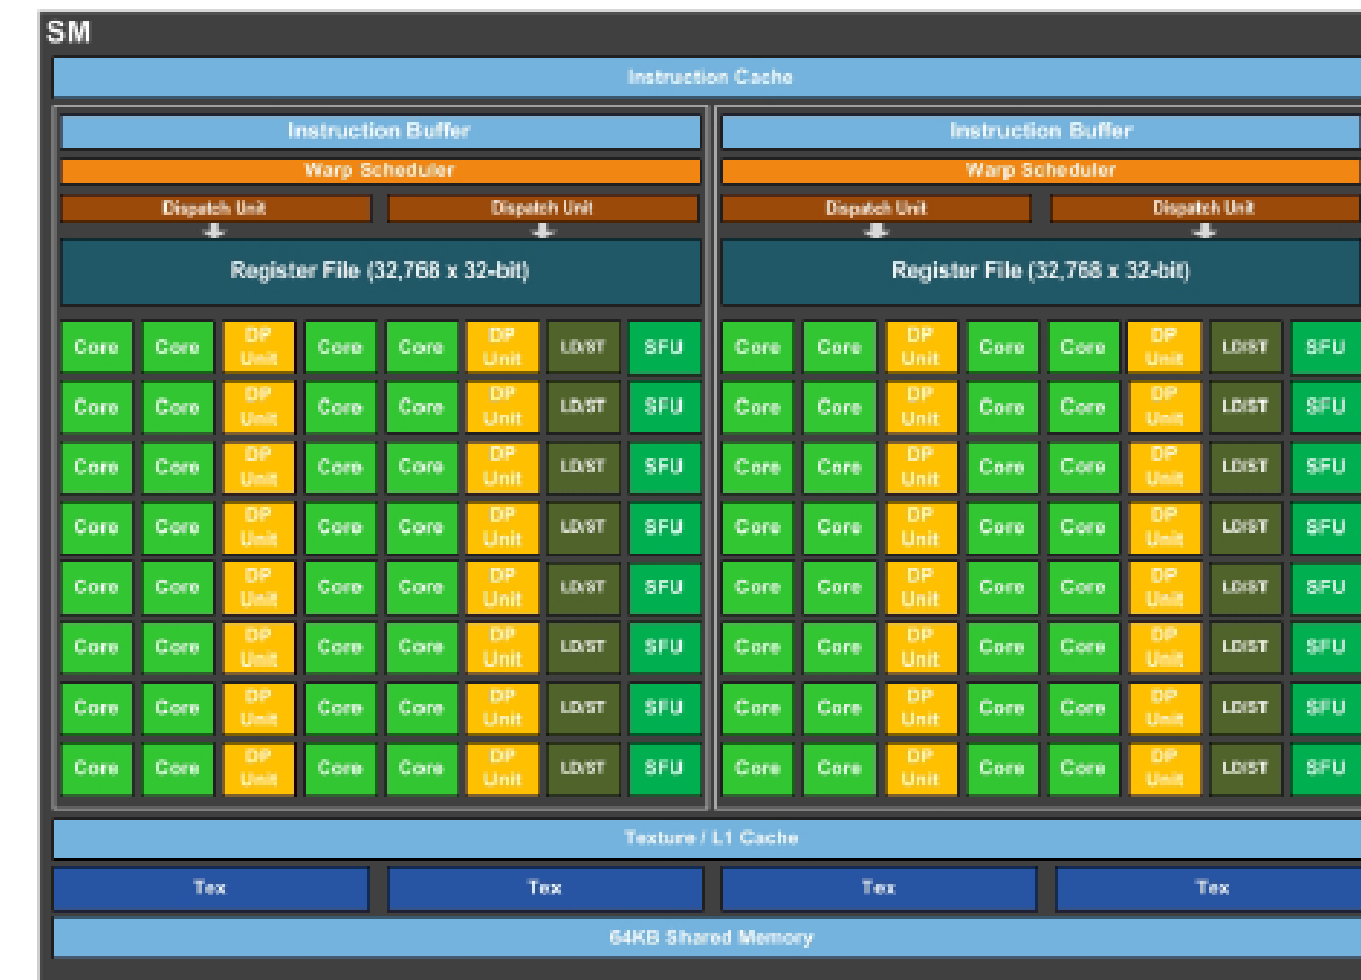 SM
Instruction Cache
Instruction Buffer Instruction Buffer
Warp Scheduler Warp Scheduler
Dispatch Unit Dispatch Unit Dispatch Unit Dispatch Unit
Register File (32,768 x 32-bit) Register File (32,768 x 32-bit)
Core Core DP Unit Core Core DP Unit LD/ST SFU Core Core DP Unit Core Core DP Unit LD/ST SFU
Core Core DP Unit Core Core DP Unit LD/ST SFU Core Core DP Unit Core Core DP Unit LD/ST SFU
Core Core DP Unit Core Core DP Unit LD/ST SFU Core Core DP Unit Core Core DP Unit LD/ST SFU
Core Core DP Unit Core Core DP Unit LD/ST SFU Core Core DP Unit Core Core DP Unit LD/ST SFU
Core Core DP Unit Core Core DP Unit LD/ST SFU Core Core DP Unit Core Core DP Unit LD/ST SFU
Core Core DP Unit Core Core DP Unit LD/ST SFU Core Core DP Unit Core Core DP Unit LD/ST SFU
Core Core DP Unit Core Core DP Unit LD/ST SFU Core Core DP Unit Core Core DP Unit LD/ST SFU
Core Core DP Unit Core Core DP Unit LD/ST SFU Core Core DP Unit Core Core DP Unit LD/ST SFU
Texture / L1 Cache
Tex Tex Tex Tex
64KB Shared Memory